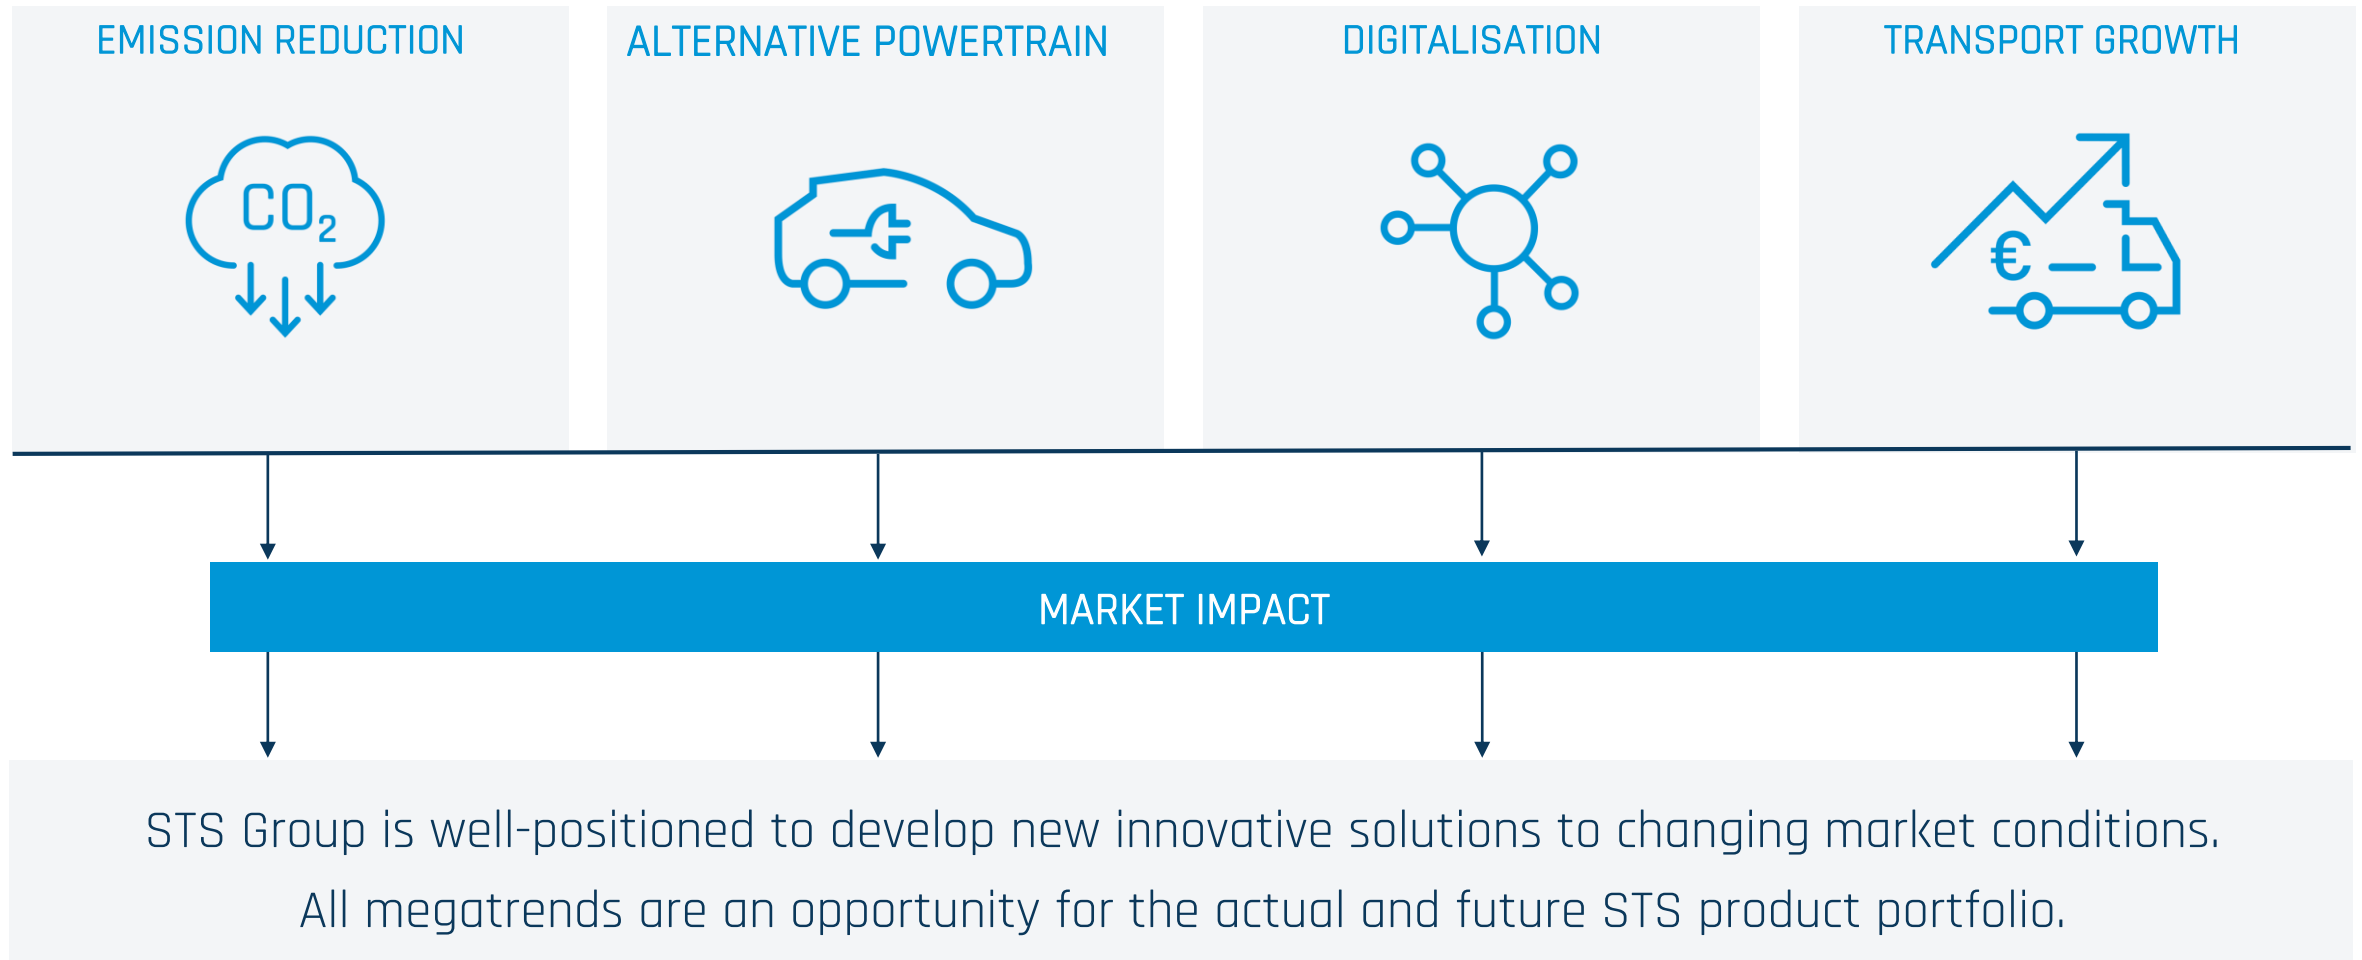 EMISSION REDUCTION
ALTERNATIVE POWERTRAIN
DIGITALISATION
TRANSPORT GROWTH
CO₂
€
MARKET IMPACT
STS Group is well-positioned to develop new innovative solutions to changing market conditions.
All megatrends are an opportunity for the actual and future STS product portfolio.